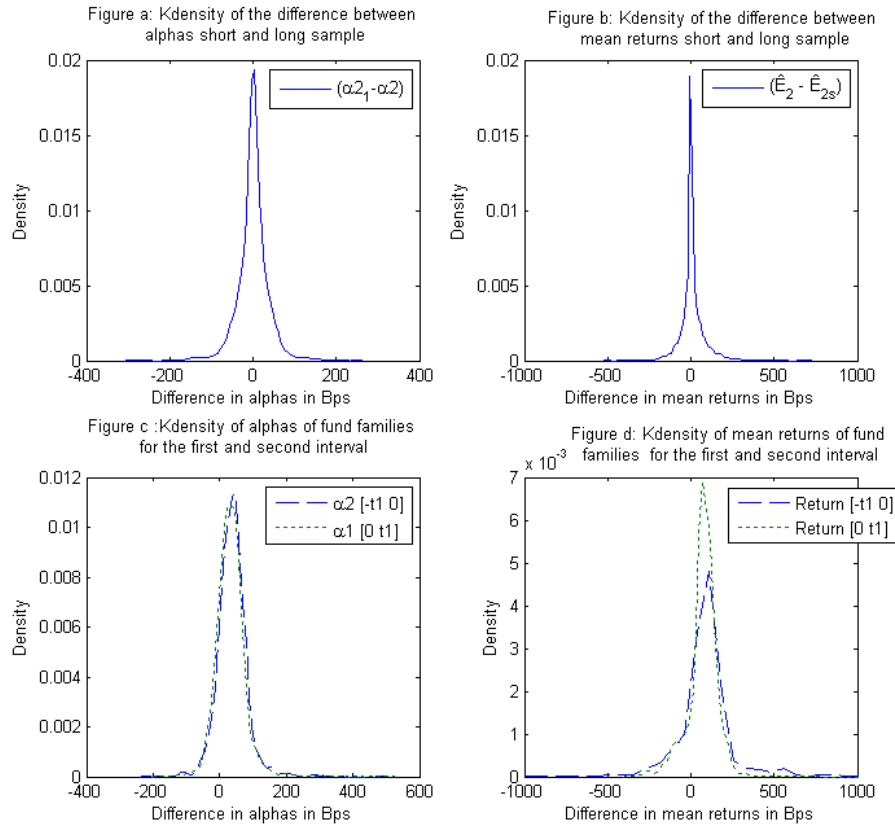 Figure a: Kdensity of the difference between
alphas short and long sample
0.02
0.015
0.01
0.005
0
Density
(α2₁-α2)
-400
-200
0
200
400
Difference in alphas in Bps
Figure b: Kdensity of the difference between
mean returns short and long sample
0.02
0.015
0.01
0.005
0
Density
(Ê₂ - Ê₂ₛ)
-1000
-500
0
500
1000
Difference in mean returns in Bps
Figure c :Kdensity of alphas of fund families
for the first and second interval
0.012
0.01
0.008
0.006
0.004
0.002
0
Density
α2 [-t1 0]
α1 [0 t1]
-400
-200
0
200
400
600
Difference in alphas in Bps
Figure d: Kdensity of mean returns of fund
families for the first and second interval
x 10⁻³
7
6
5
4
3
2
1
0
Density
Return [-t1 0]
Return [0 t1]
-1000
-500
0
500
1000
Difference in mean returns in Bps